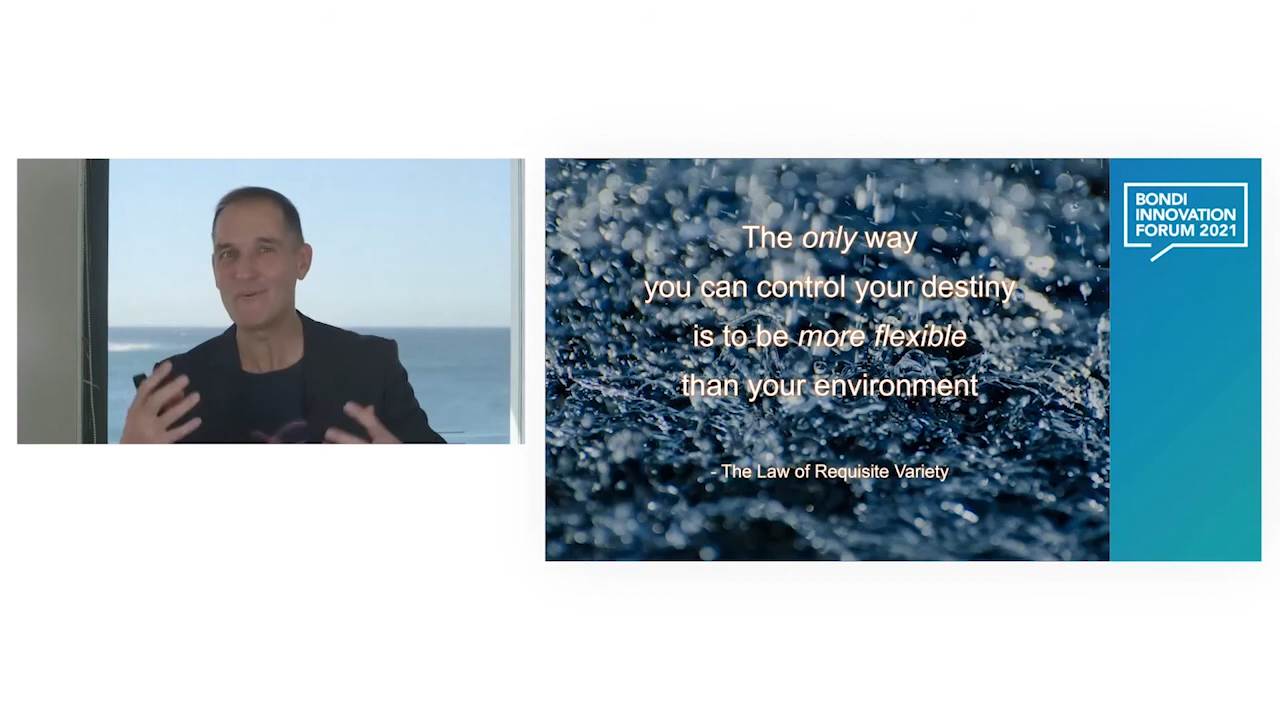 The only way
you can control your destiny
is to be more flexible
than your environment
- The Law of Requisite Variety
BONDI
INNOVATION
FORUM 2021